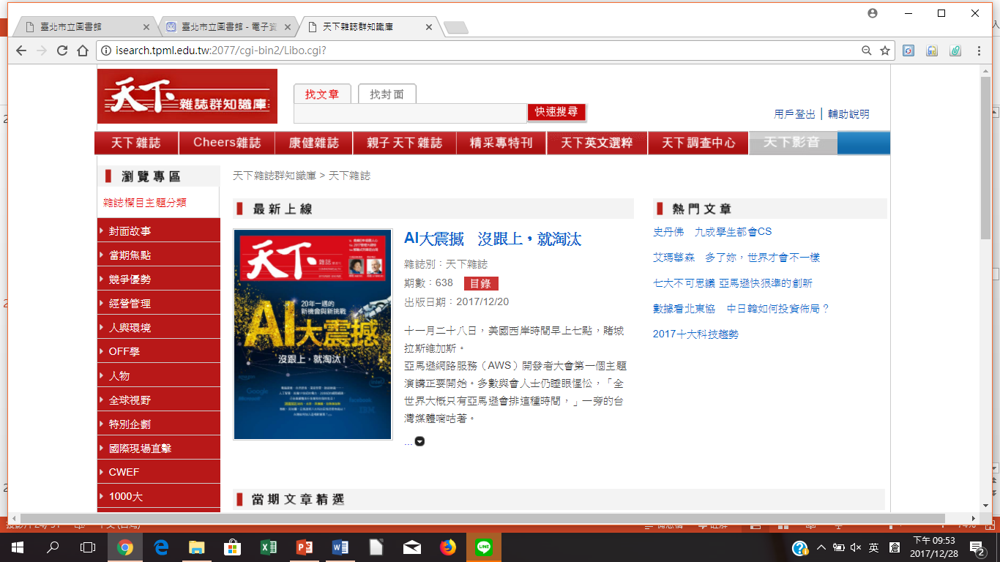 臺北市立圖書館
臺北市立圖書館 - 電子資
天下雜誌群知識庫
isearch.tpml.edu.tw:2077/cgi-bin2/Libo.cgi?
天下雜誌群知識庫
找文章
找封面
快速搜尋
用戶登出
輔助說明
天下雜誌
Cheers雜誌
康健雜誌
親子天下雜誌
精采專特刊
天下英文選粹
天下調查中心
天下影音
瀏覽專區
雜誌欄目主題分類
封面故事
當期焦點
競爭優勢
經營管理
人與環境
OFF學
人物
全球視野
特別企劃
國際現場直擊
CWEF
1000大
天下雜誌群知識庫 > 天下雜誌
最新上線
天下
雜誌
20年一遇的
新機會與新挑戰
AI大震撼
沒跟上,就淘汰!
Google
Microsoft
intel
facebook
IBM
AI大震撼 沒跟上,就淘汰
雜誌別:天下雜誌
期數:638 目錄
出版日期:2017/12/20
十一月二十八日,美國西岸時間早上七點,賭城
拉斯維加斯。
亞馬遜網路服務(AWS)開發者大會第一個主題
演講正要開始。多數與會人士仍睡眼惺忪,「全
世界大概只有亞馬遜會排這種時間,」一旁的台
灣媒體嘀咕著。
...
熱門文章
史丹佛 九成學生都會CS
艾瑪華森 多了妳,世界才會不一樣
七大不可思議 亞馬遜快狠準的創新
數據看北東協 中日韓如何投資佈局?
2017十大科技趨勢
當期文章精選
英
倉
下午 09:53
2017/12/28
2